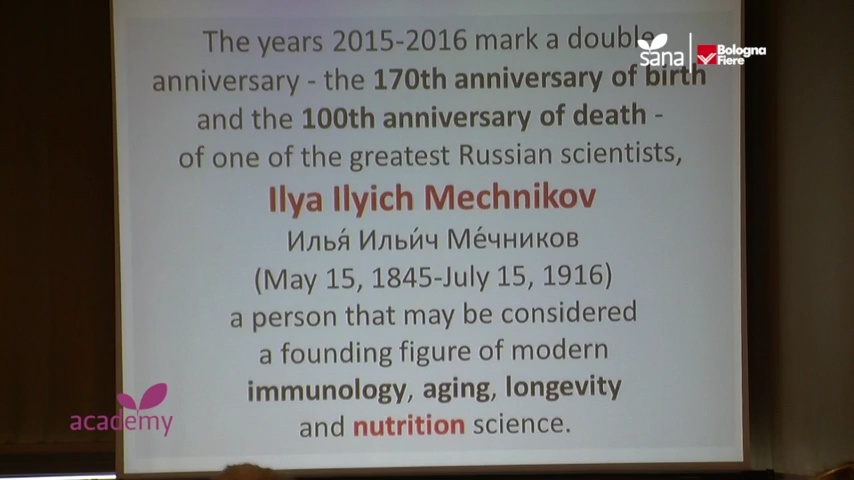 The years 2015-2016 mark a double
anniversary - the 170th anniversary of birth
and the 100th anniversary of death -
of one of the greatest Russian scientists,
Ilya Ilyich Mechnikov
Илья́ Ильи́ч Ме́чников
(May 15, 1845-July 15, 1916)
a person that may be considered
a founding figure of modern
immunology, aging, longevity
and nutrition science.
sana
Bologna
Fiere
academy